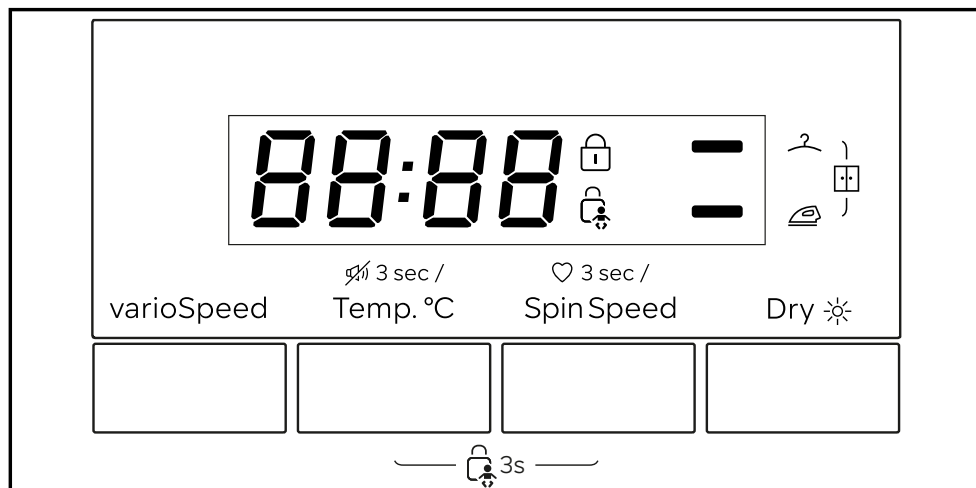 88:88
3 sec /
3 sec /
varioSpeed
Temp. °C
Spin Speed
Dry
3s